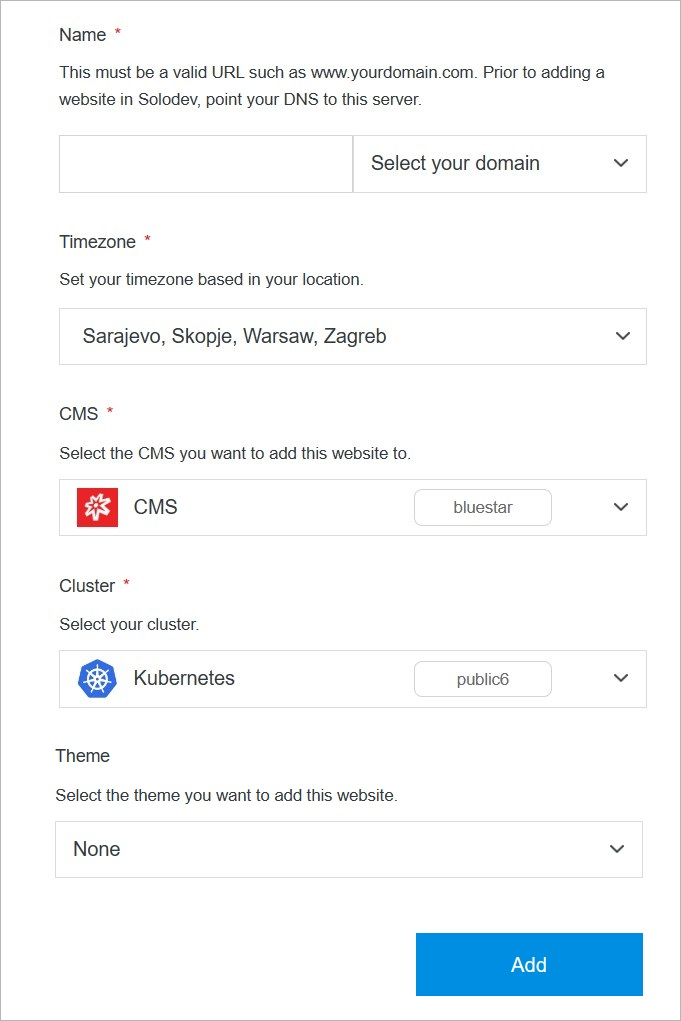 Name *
This must be a valid URL such as www.yourdomain.com. Prior to adding a
website in Solodev, point your DNS to this server.
Select your domain
Timezone *
Set your timezone based in your location.
Sarajevo, Skopje, Warsaw, Zagreb
CMS *
Select the CMS you want to add this website to.
CMS bluestar
Cluster *
Select your cluster.
Kubernetes public6
Theme
Select the theme you want to add this website.
None
Add